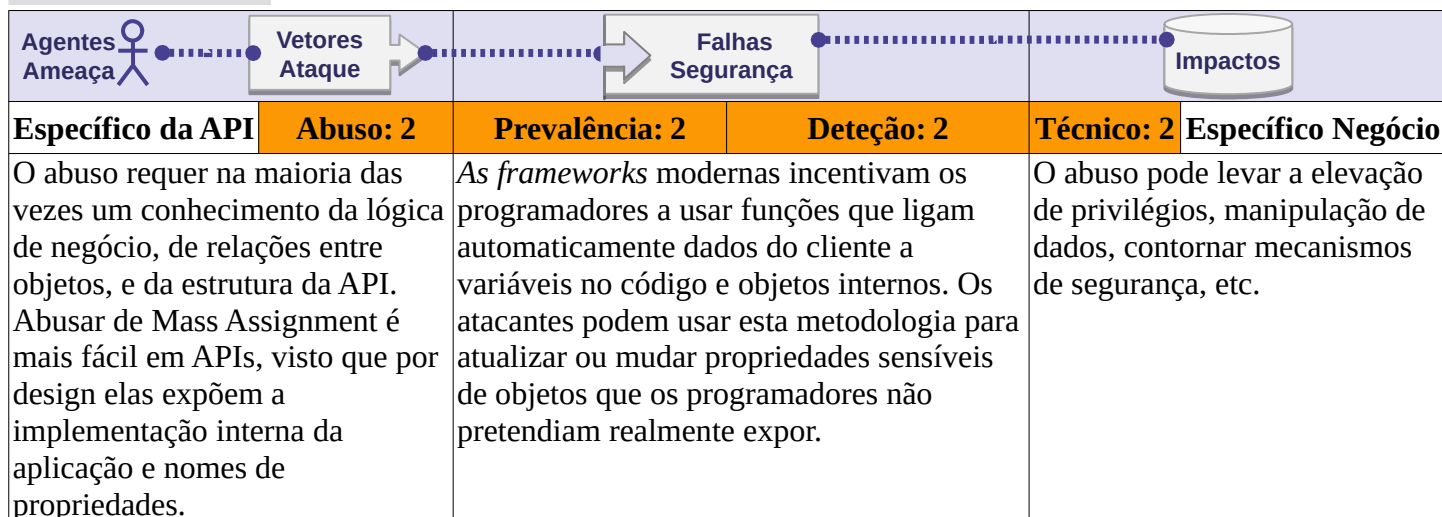 Agentes
Ameaça
Vetores
Ataque
Falhas
Segurança
Impactos
Específico da API
Abuso: 2
Prevalência: 2
Deteção: 2
Técnico: 2
Específico Negócio
O abuso requer na maioria das
vezes um conhecimento da lógica
de negócio, de relações entre
objetos, e da estrutura da API.
Abusar de Mass Assignment é
mais fácil em APIs, visto que por
design elas expõem a
implementação interna da
aplicação e nomes de
propriedades.
As frameworks modernas incentivam os
programadores a usar funções que ligam
automaticamente dados do cliente a
variáveis no código e objetos internos. Os
atacantes podem usar esta metodologia para
atualizar ou mudar propriedades sensíveis
de objetos que os programadores não
pretendiam realmente expor.
O abuso pode levar a elevação
de privilégios, manipulação de
dados, contornar mecanismos
de segurança, etc.